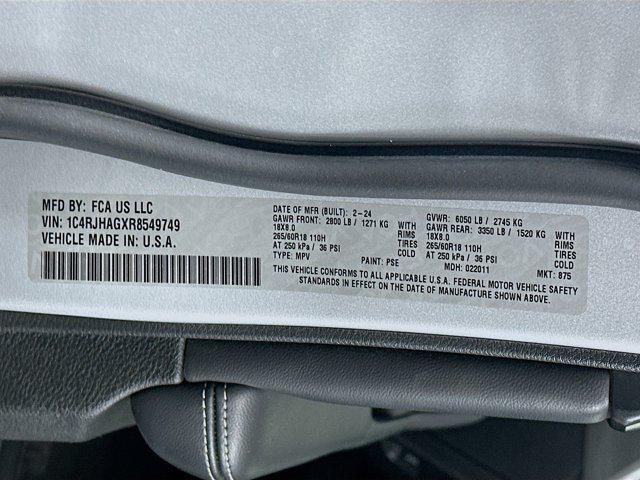 MFD BY: FCA US LLC
VIN: 1C4RJHAGXR8549749
VEHICLE MADE IN: U.S.A.
DATE OF MFR (BUILT): 2-24
GAWR FRONT: 2800 LB / 1271 KG WITH
18X8.0 RIMS
265/60R18 110H TIRES
AT 250 kPa / 36 PSI COLD
TYPE: MPV PAINT: PSE
GVWR: 6050 LB / 2745 KG
GAWR REAR: 3350 LB / 1520 KG WITH
18X8.0 RIMS
265/60R18 110H TIRES
AT 250 kPa / 36 PSI COLD
MDH: 022011 MKT: 875
THIS VEHICLE CONFORMS TO ALL APPLICABLE U.S.A. FEDERAL MOTOR VEHICLE SAFETY
STANDARDS IN EFFECT ON THE DATE OF MANUFACTURE SHOWN ABOVE.